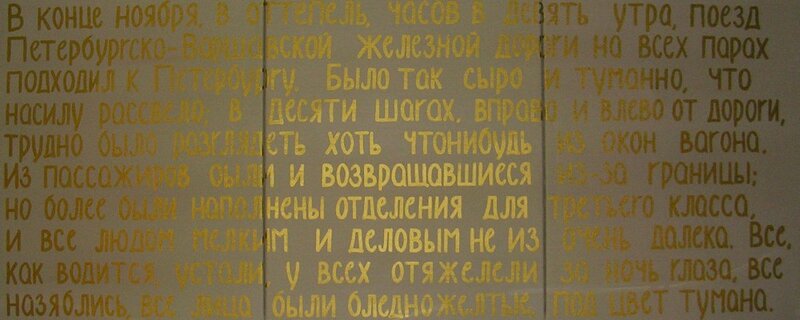 В конце ноября, в оттепель, часов в девять утра, поезд
Петербургско-Варшавской железной дороги на всех парах
подходил к Петербургу. Было так сыро и туманно, что
насилу рассвело; в десяти шагах, вправо и влево от дороги,
трудно было разглядеть хоть чтонибудь из окон вагона.
Из пассажиров были и возвращавшиеся из-за границы;
но более были наполнены отделения для третьего класса,
и все людом мелким и деловым не из очень далека. Все,
как водится, устали, у всех отяжелели за ночь глаза, все
назяблись, все лица были бледножелтые, под цвет тумана.